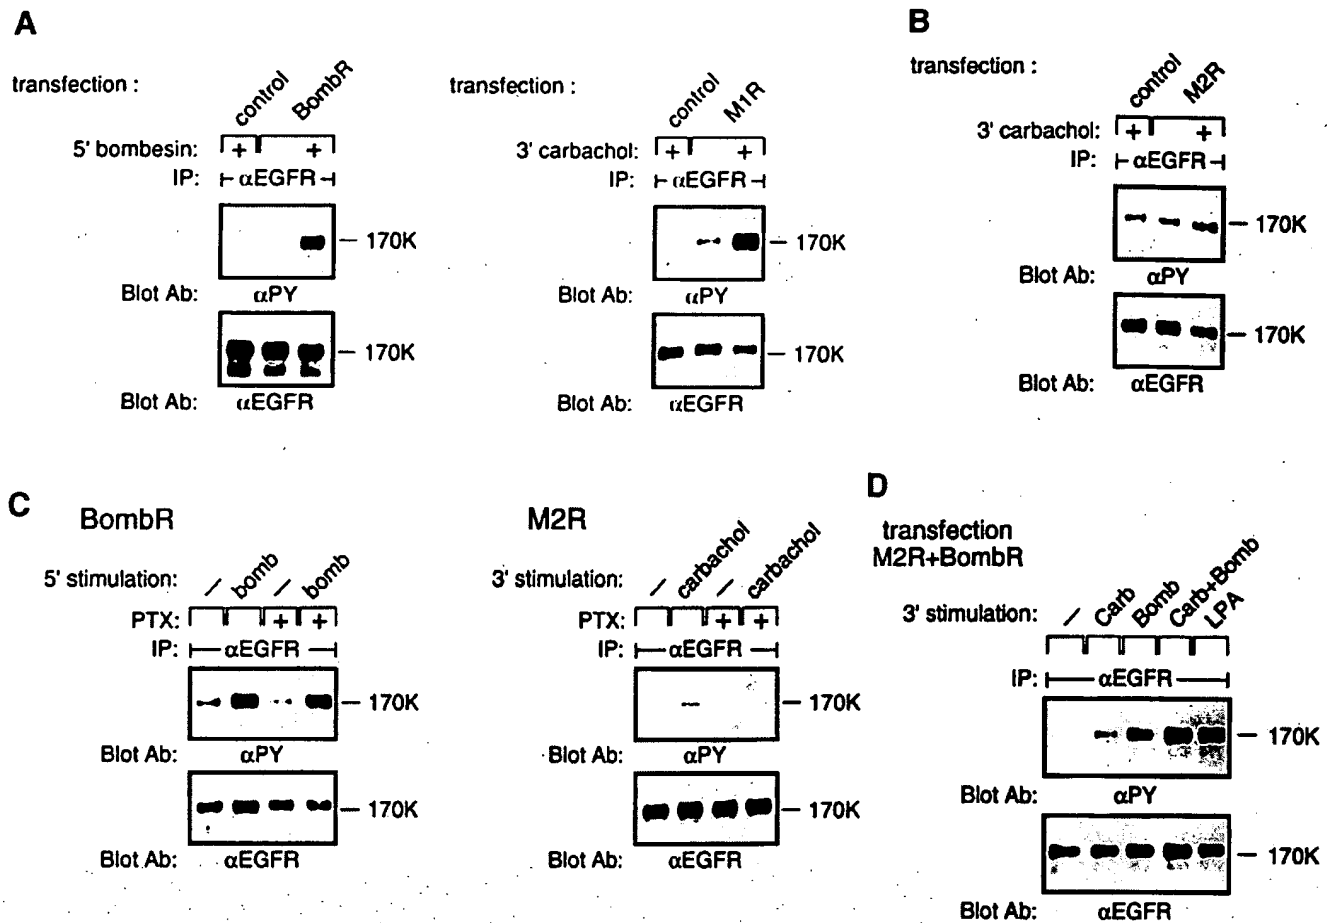 A
transfection :
control
BombR
5' bombesin:
+
+
IP:
αEGFR
170K
Blot Ab:
αPY
170K
Blot Ab:
αEGFR
transfection :
control
M1R
3' carbachol:
+
+
IP:
αEGFR
170K
Blot Ab:
αPY
170K
Blot Ab:
αEGFR
B
transfection :
control
M2R
3' carbachol:
+
+
IP:
αEGFR
170K
Blot Ab:
αPY
170K
Blot Ab:
αEGFR
C
BombR
5' stimulation:
–
bomb
–
bomb
PTX:
+
+
IP:
αEGFR
170K
Blot Ab:
αPY
170K
Blot Ab:
αEGFR
M2R
3' stimulation:
–
carbachol
–
carbachol
PTX:
+
+
IP:
αEGFR
170K
Blot Ab:
αPY
170K
Blot Ab:
αEGFR
D
transfection
M2R+BombR
3' stimulation:
–
Carb
Bomb
Carb+Bomb
LPA
IP:
αEGFR
170K
Blot Ab:
αPY
170K
Blot Ab:
αEGFR